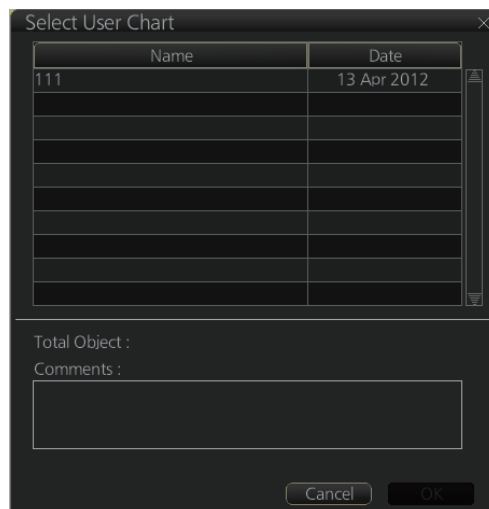 Select User Chart
Name Date
111 13 Apr 2012
Total Object :
Comments :
Cancel OK